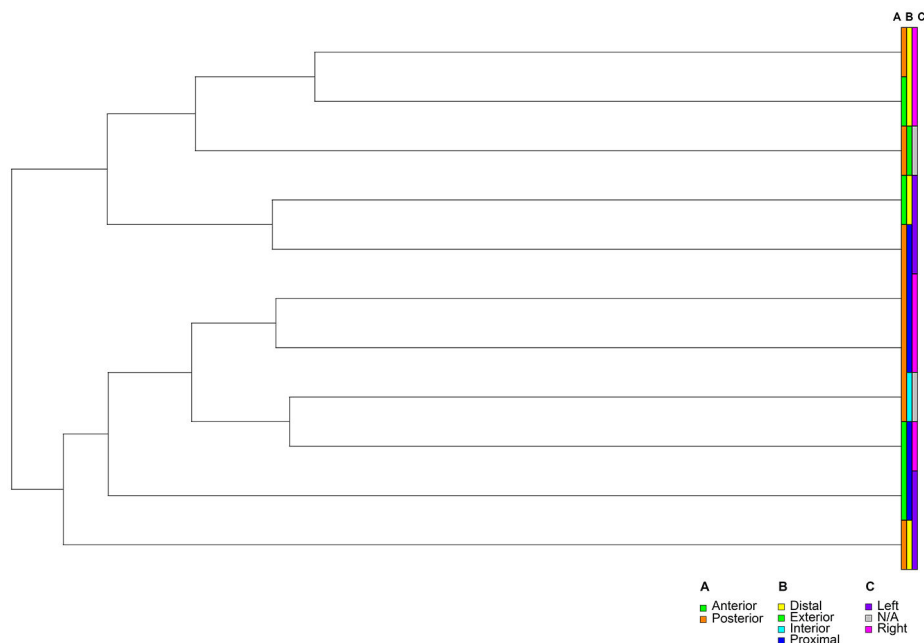 A B C
A B C
Anterior Distal Left
Posterior Exterior N/A
Interior Right
Proximal